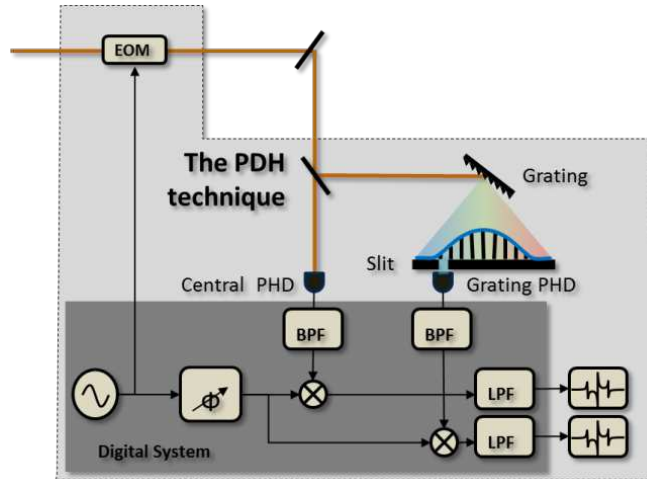 EOM
The PDH
technique
Grating
Slit
Central PHD
Grating PHD
BPF
BPF
Φ
LPF
LPF
Digital System